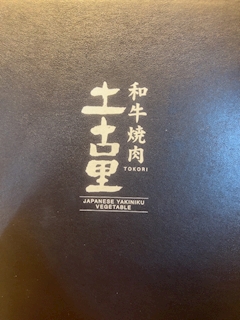 和牛焼肉
土古里
TOKORI
JAPANESE YAKINIKU
VEGETABLE